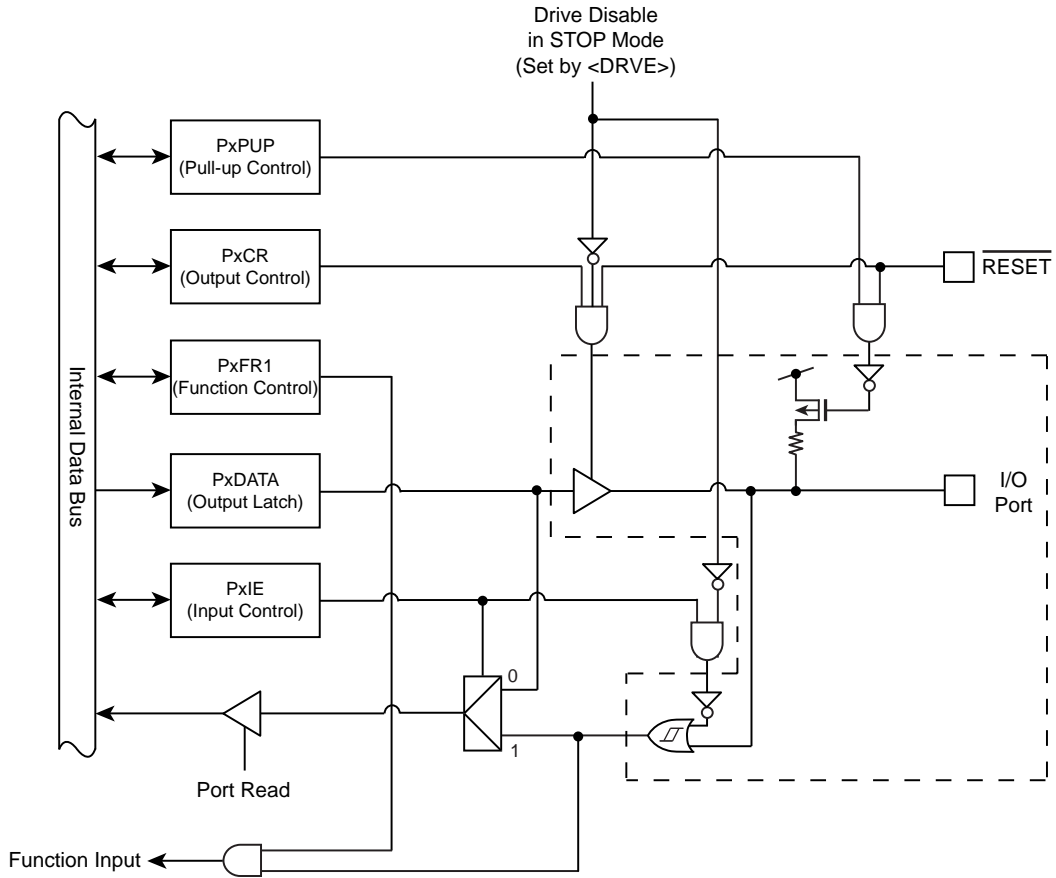 Drive Disable
in STOP Mode
(Set by <DRVE>)
PxPUP
(Pull-up Control)
PxCR
(Output Control)
RESET
PxFR1
(Function Control)
Internal Data Bus
PxDATA
(Output Latch)
I/O
Port
PxIE
(Input Control)
0
1
Port Read
Function Input